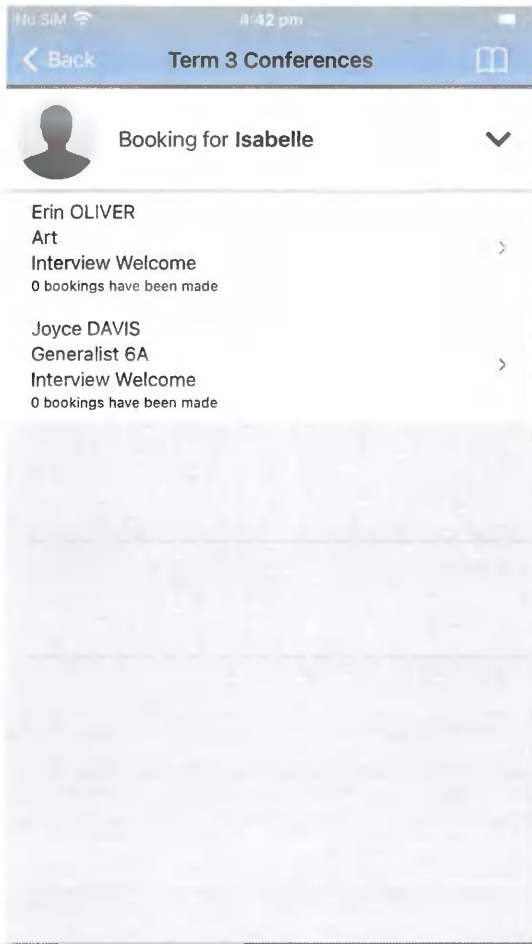 No SIM 4:42 pm
Back Term 3 Conferences
Booking for Isabelle
Erin OLIVER
Art
Interview Welcome
0 bookings have been made
Joyce DAVIS
Generalist 6A
Interview Welcome
0 bookings have been made